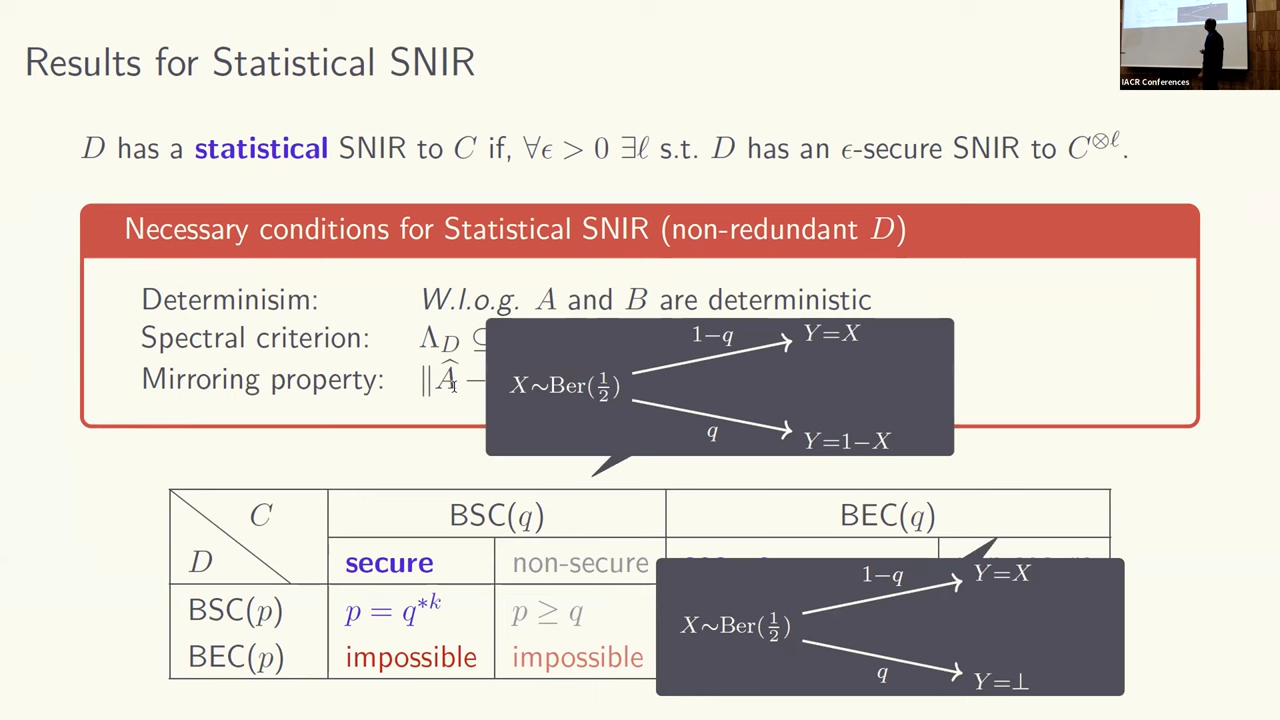 Results for Statistical SNIR
IACR Conferences
D has a statistical SNIR to C if, ∀ϵ > 0 ∃ℓ s.t. D has an ϵ-secure SNIR to C^{⊗ℓ}.
Necessary conditions for Statistical SNIR (non-redundant D)
Determinisim: W.l.o.g. A and B are deterministic
Spectral criterion: Λ_D ⊆
Mirroring property: ‖Â −
X∼Ber(1/2)
1−q
Y=X
q
Y=1−X
C BSC(q) BEC(q)
D secure non-secure
BSC(p) p = q^{*k} p ≥ q
BEC(p) impossible impossible
X∼Ber(1/2)
1−q
Y=X
q
Y=⊥